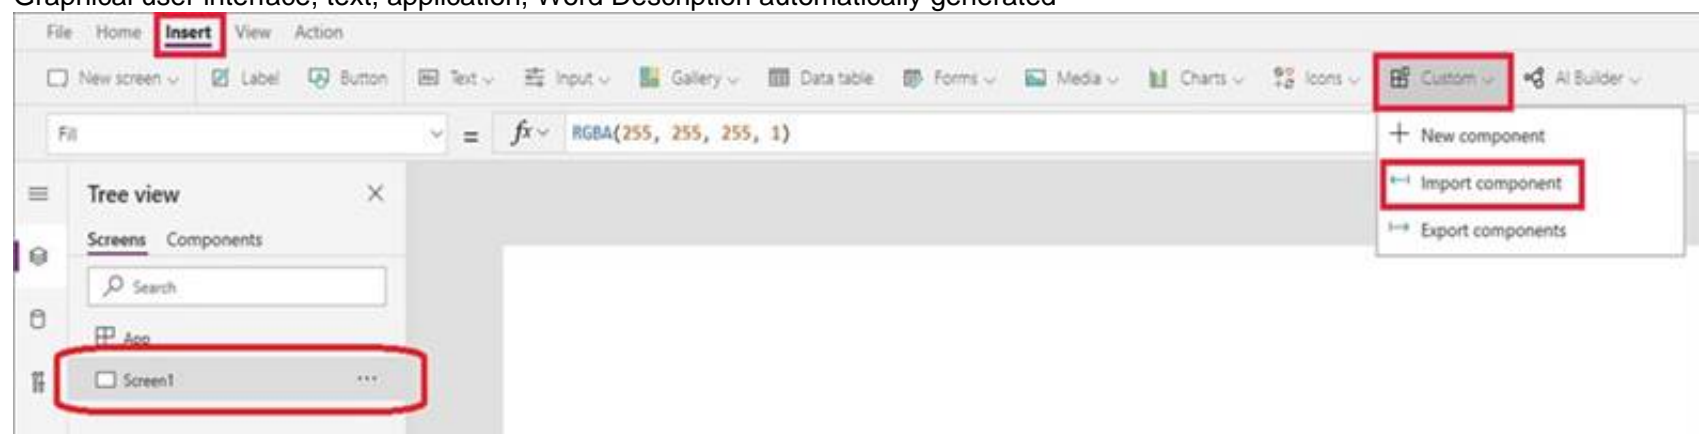 Graphical user interface, text, application, Word Description automatically generated
File Home Insert View Action
New screen Label Button Text Input Gallery Data table Forms Media Charts Icons Custom AI Builder
Fill = fx RGBA(255, 255, 255, 1)
+ New component
Import component
Export components
Tree view
Screens Components
Search
App
Screen1 ...